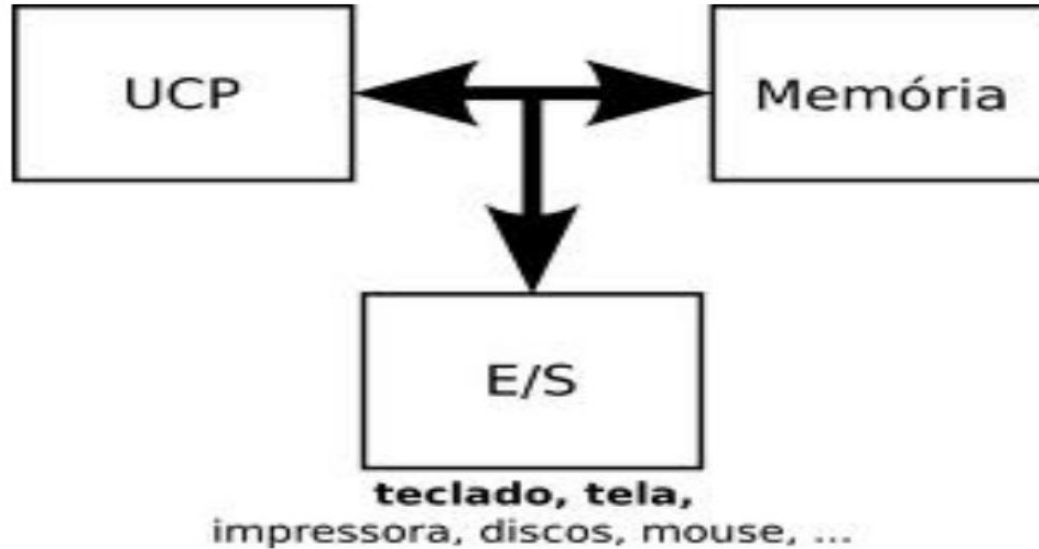 UCP
Memória
E/S
teclado, tela,
impressora, discos, mouse, ...